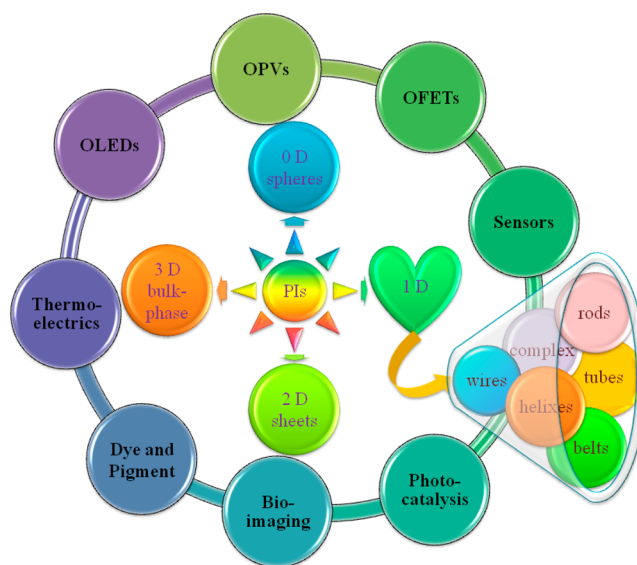 OPVs
OFETs
OLEDs
0 D
spheres
Sensors
3 D
bulk-
phase
PIs
1 D
Thermo-
electrics
rods
complex
wires
tubes
helixes
2 D
sheets
belts
Dye and
Pigment
Photo-
catalysis
Bio-
imaging